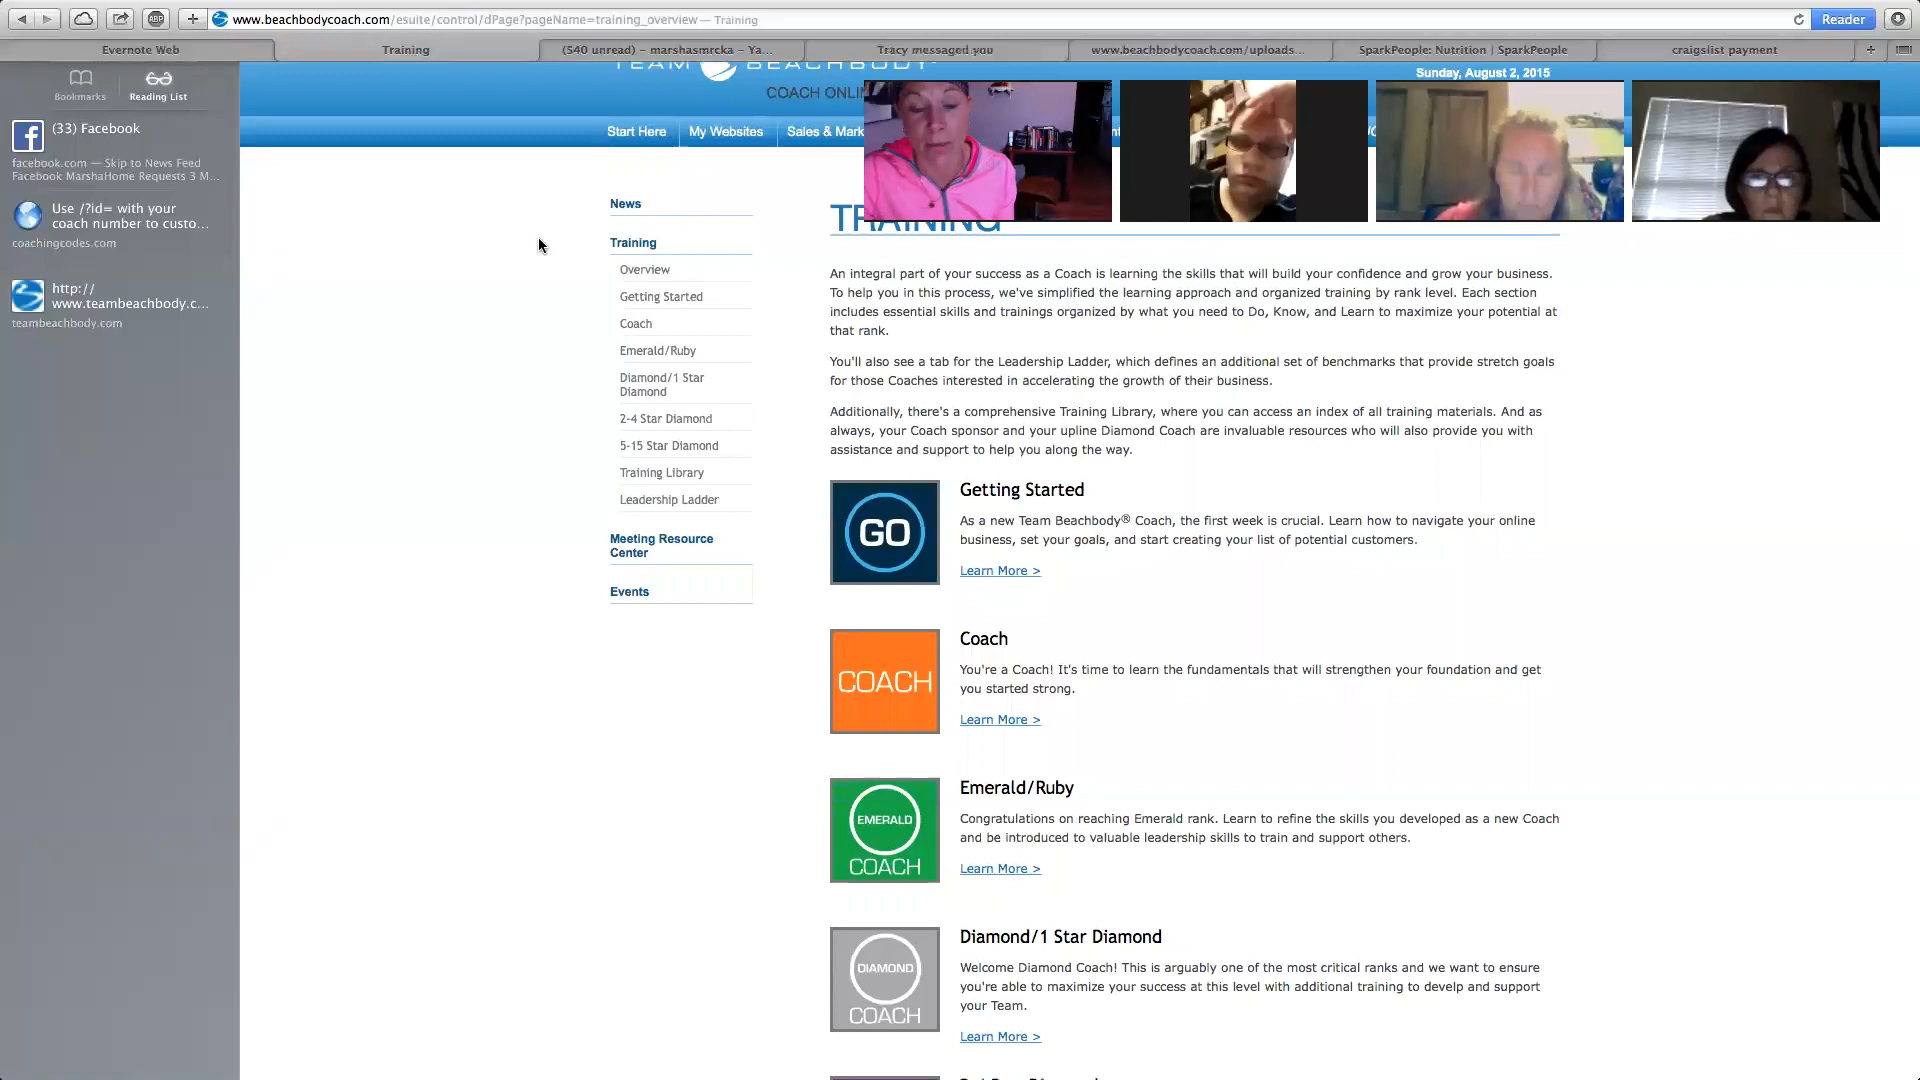 www.beachbodycoach.com/esuite/control/dPage?pageName=training_overview — Training
Reader
ABP
Evernote Web
Training
(540 unread) – marshasmrcka – Ya...
Tracy messaged you
www.beachbodycoach.com/uploads...
SparkPeople: Nutrition | SparkPeople
craigslist payment
Bookmarks
Reading List
(33) Facebook
facebook.com — Skip to News Feed
Facebook MarshaHome Requests 3 M...
Use /?id= with your
coach number to custo...
coachingcodes.com
http://
www.teambeachbody.c...
teambeachbody.com
TEAM BEACHBODY
COACH ONLIN
Sunday, August 2, 2015
Start Here
My Websites
Sales & Mark
News
Training
Overview
Getting Started
Coach
Emerald/Ruby
Diamond/1 Star
Diamond
2-4 Star Diamond
5-15 Star Diamond
Training Library
Leadership Ladder
Meeting Resource
Center
Events
TRAINING
An integral part of your success as a Coach is learning the skills that will build your confidence and grow your business.
To help you in this process, we've simplified the learning approach and organized training by rank level. Each section
includes essential skills and trainings organized by what you need to Do, Know, and Learn to maximize your potential at
that rank.
You'll also see a tab for the Leadership Ladder, which defines an additional set of benchmarks that provide stretch goals
for those Coaches interested in accelerating the growth of their business.
Additionally, there's a comprehensive Training Library, where you can access an index of all training materials. And as
always, your Coach sponsor and your upline Diamond Coach are invaluable resources who will also provide you with
assistance and support to help you along the way.
GO
Getting Started
As a new Team Beachbody® Coach, the first week is crucial. Learn how to navigate your online
business, set your goals, and start creating your list of potential customers.
Learn More >
COACH
Coach
You're a Coach! It's time to learn the fundamentals that will strengthen your foundation and get
you started strong.
Learn More >
EMERALD
COACH
Emerald/Ruby
Congratulations on reaching Emerald rank. Learn to refine the skills you developed as a new Coach
and be introduced to valuable leadership skills to train and support others.
Learn More >
DIAMOND
COACH
Diamond/1 Star Diamond
Welcome Diamond Coach! This is arguably one of the most critical ranks and we want to ensure
you're able to maximize your success at this level with additional training to develp and support
your Team.
Learn More >